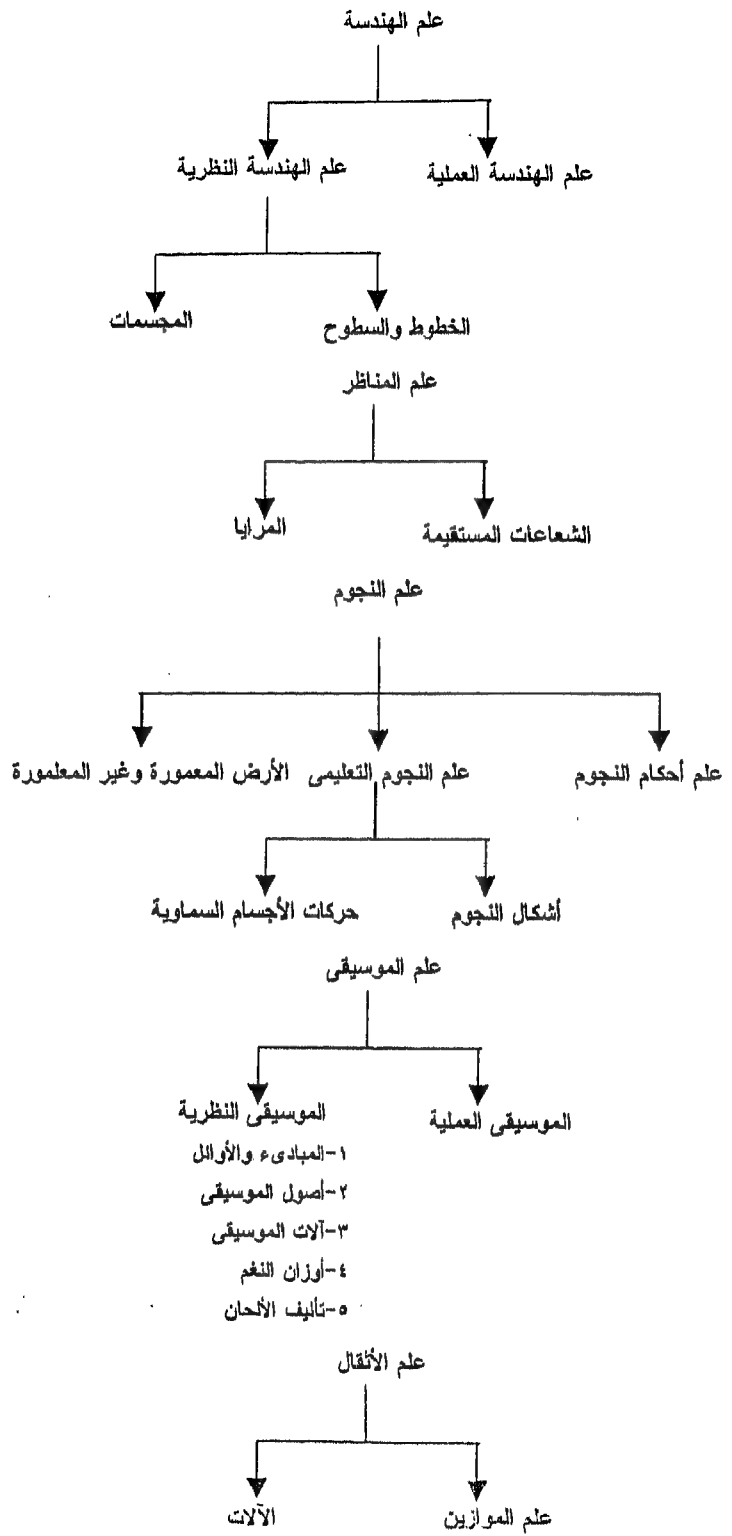 علم الهندسة
علم الهندسة العملية
علم الهندسة النظرية
الخطوط والسطوح
المجسمات
علم المناظر
الشعاعات المستقيمة
المرايا
علم النجوم
علم أحكام النجوم
علم النجوم التعليمى
الأرض المعمورة وغير المعلمورة
أشكال النجوم
حركات الأجسام السماوية
علم الموسيقى
الموسيقى العملية
الموسيقى النظرية
١-المبادىء والأوائل
٢-أصول الموسيقى
٣-آلات الموسيقى
٤-أوزان النغم
٥-تأليف الألحان
علم الأثقال
علم الموازين
الآلات